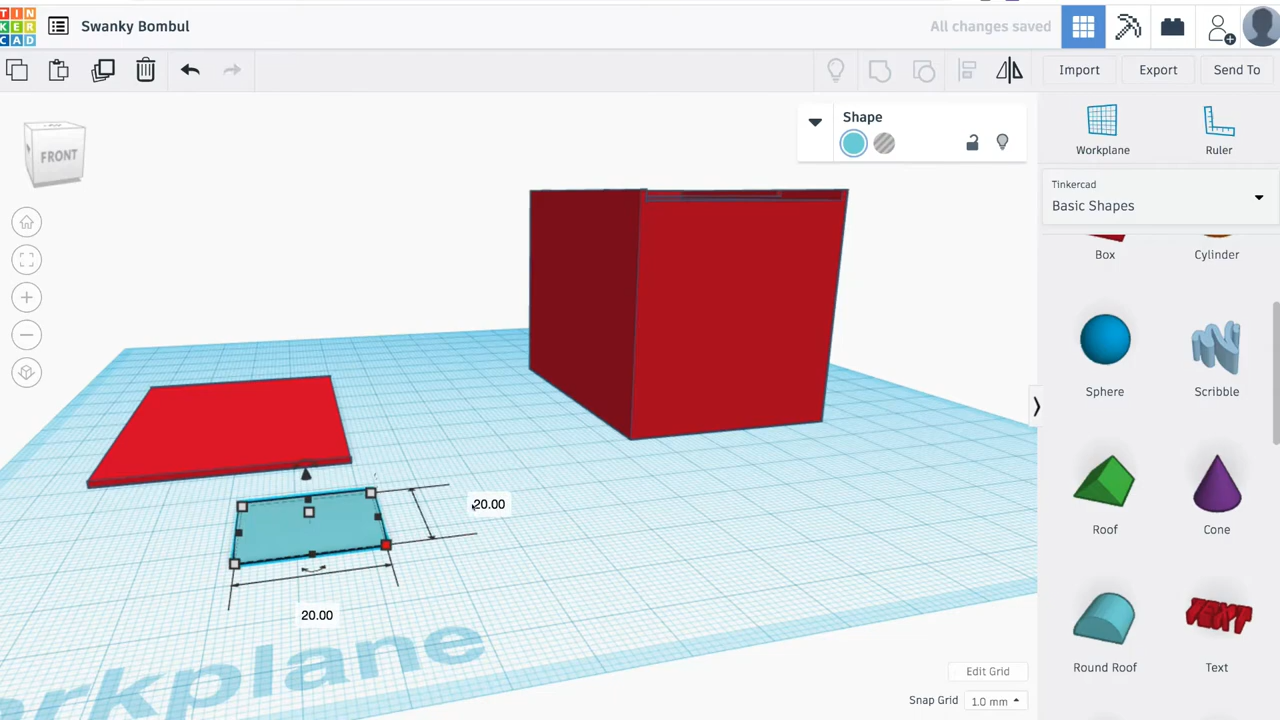 TIN
KER
CAD
Swanky Bombul
All changes saved
Import
Export
Send To
Shape
FRONT
Workplane
Ruler
Tinkercad
Basic Shapes
Box
Cylinder
Sphere
Scribble
Roof
Cone
Round Roof
TEXT
Text
20.00
20.00
rkplane
Edit Grid
Snap Grid
1.0 mm